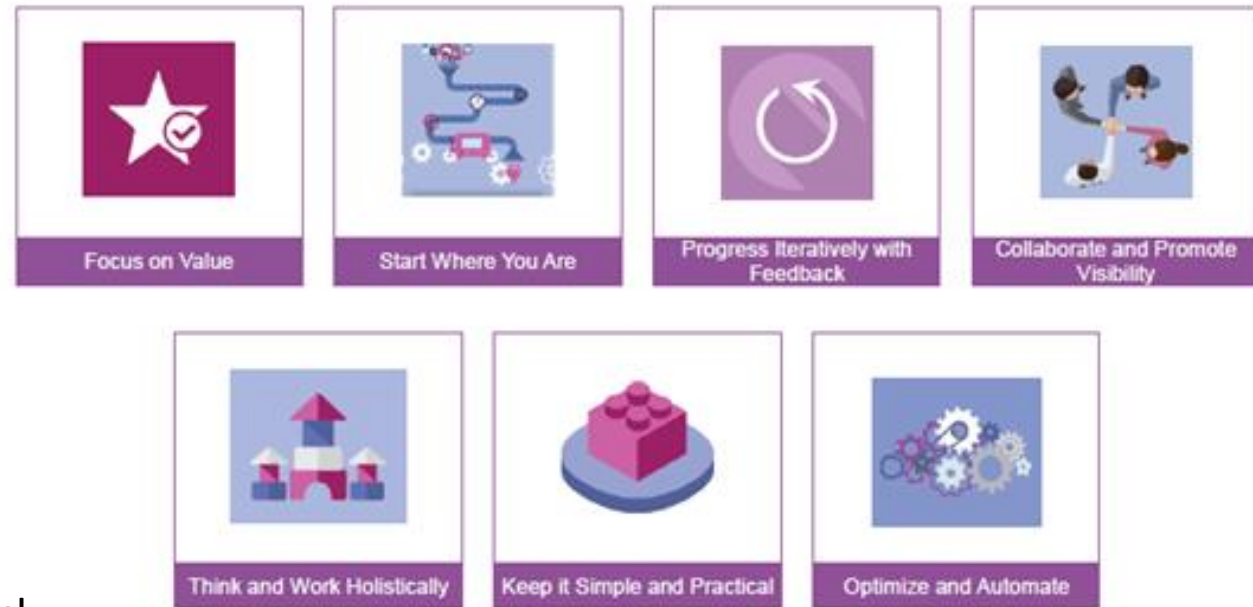 Focus on Value
Start Where You Are
Progress Iteratively with
Feedback
Collaborate and Promote
Visibility
Think and Work Holistically
Keep it Simple and Practical
Optimize and Automate